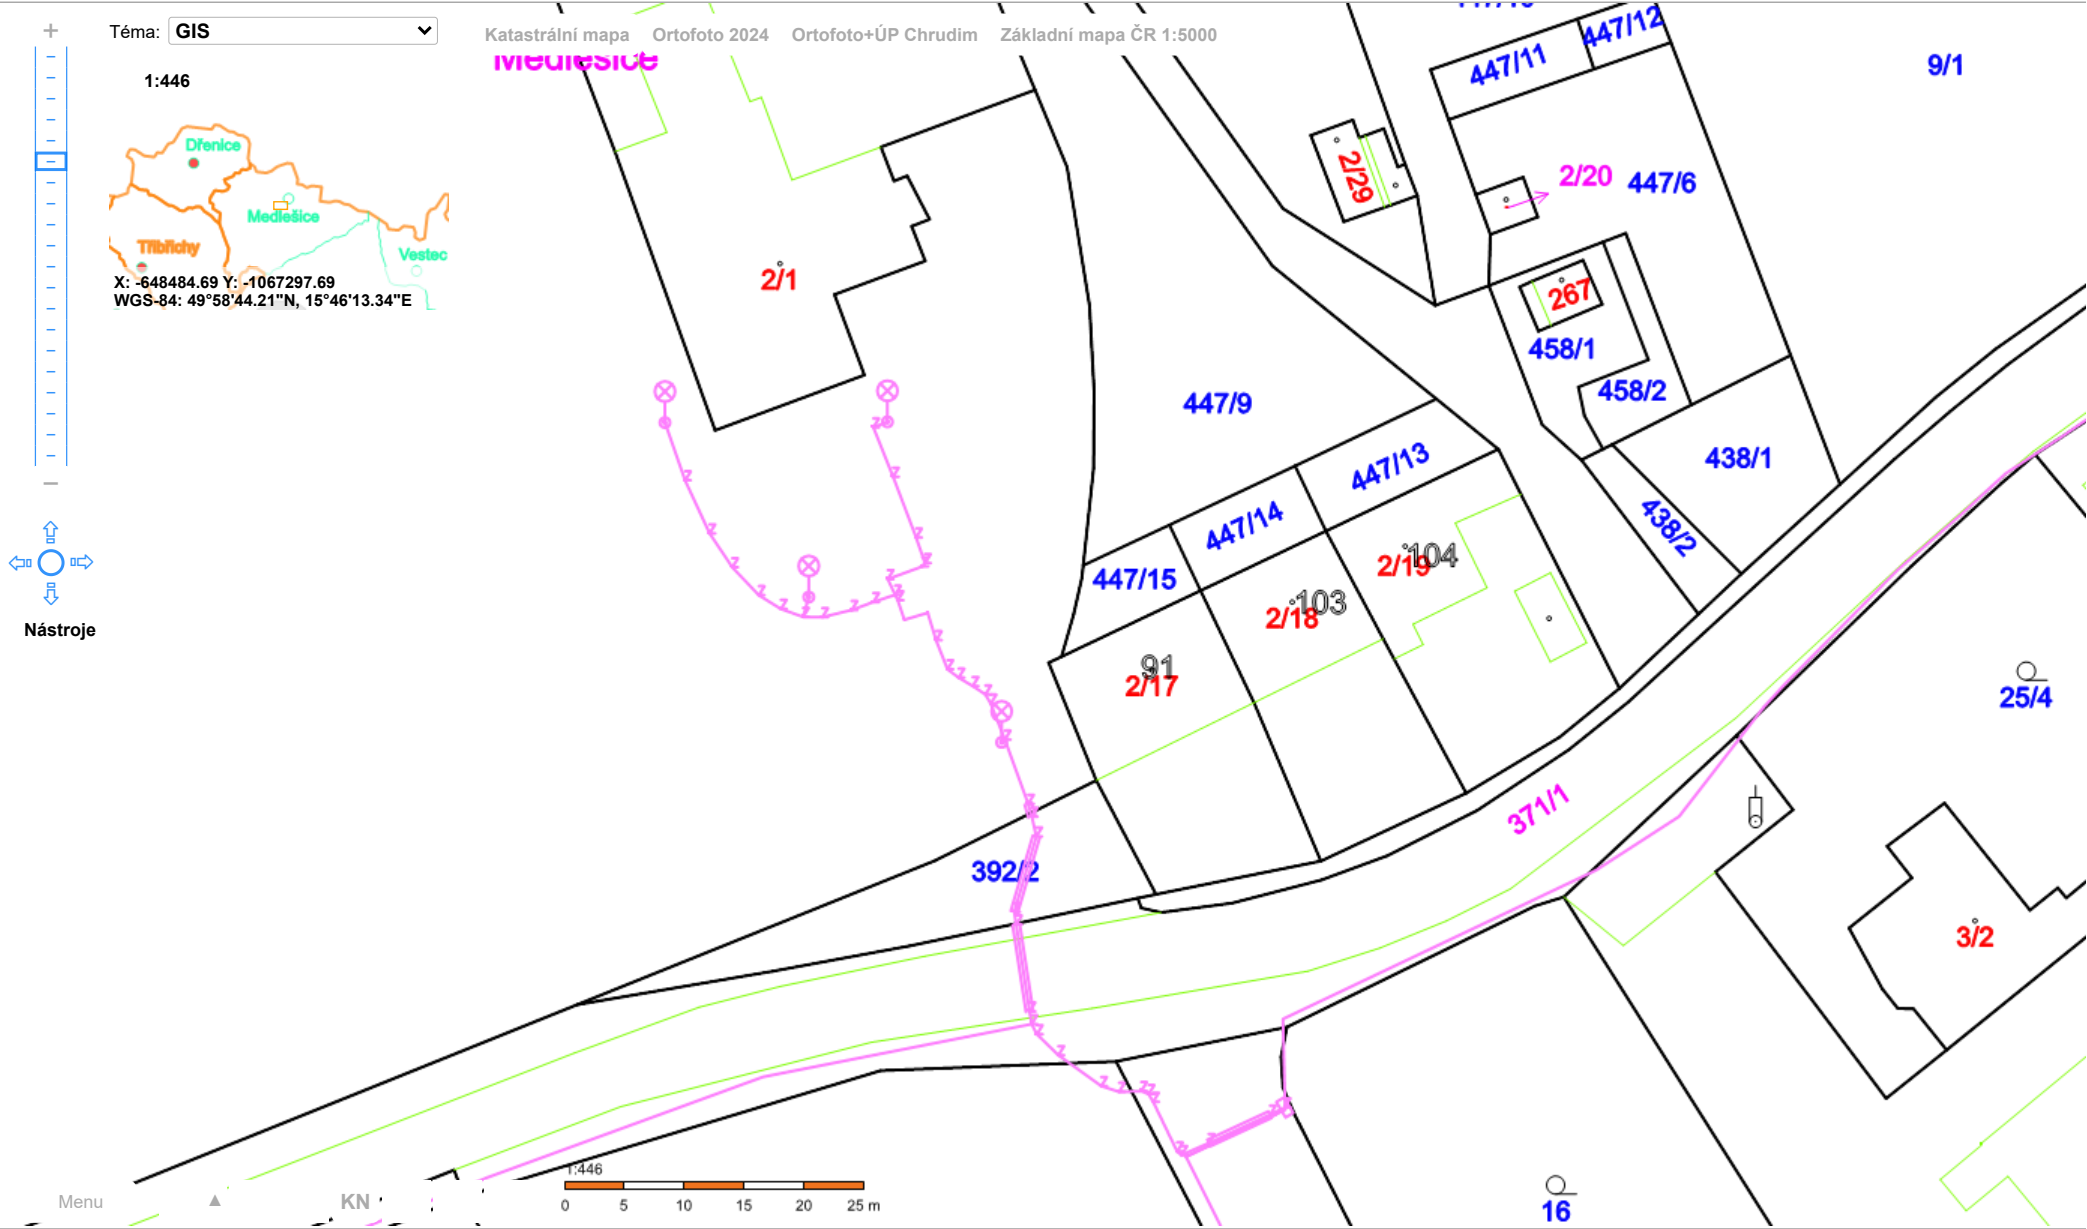 Téma: GIS
Katastrální mapa Ortofoto 2024 Ortofoto+ÚP Chrudim Základní mapa ČR 1:5000
Medlešice
1:446
Dřenice
Medlešice
Třibřichy
Vestec
X: -648484.69 Y: -1067297.69
WGS-84: 49°58'44.21"N, 15°46'13.34"E
Nástroje
447/12
447/11
9/1
2/29
2/20
447/6
2/1
267
458/1
458/2
447/9
438/1
447/13
447/14
438/2
447/15
104
2/19
103
2/18
91
2/17
25/4
371/1
392/2
3/2
16
1:446
0 5 10 15 20 25 m
Menu ▲ KN